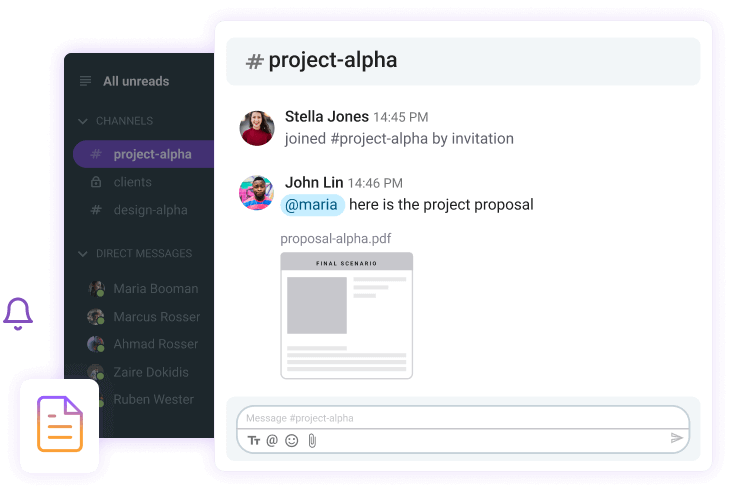 All unreads
CHANNELS
# project-alpha
clients
# design-alpha
DIRECT MESSAGES
Maria Booman
Marcus Rosser
Ahmad Rosser
Zaire Dokidis
Ruben Wester
# project-alpha
Stella Jones 14:45 PM
joined #project-alpha by invitation
John Lin 14:46 PM
@maria here is the project proposal
proposal-alpha.pdf
FINAL SCENARIO
Message #project-alpha
Tт @